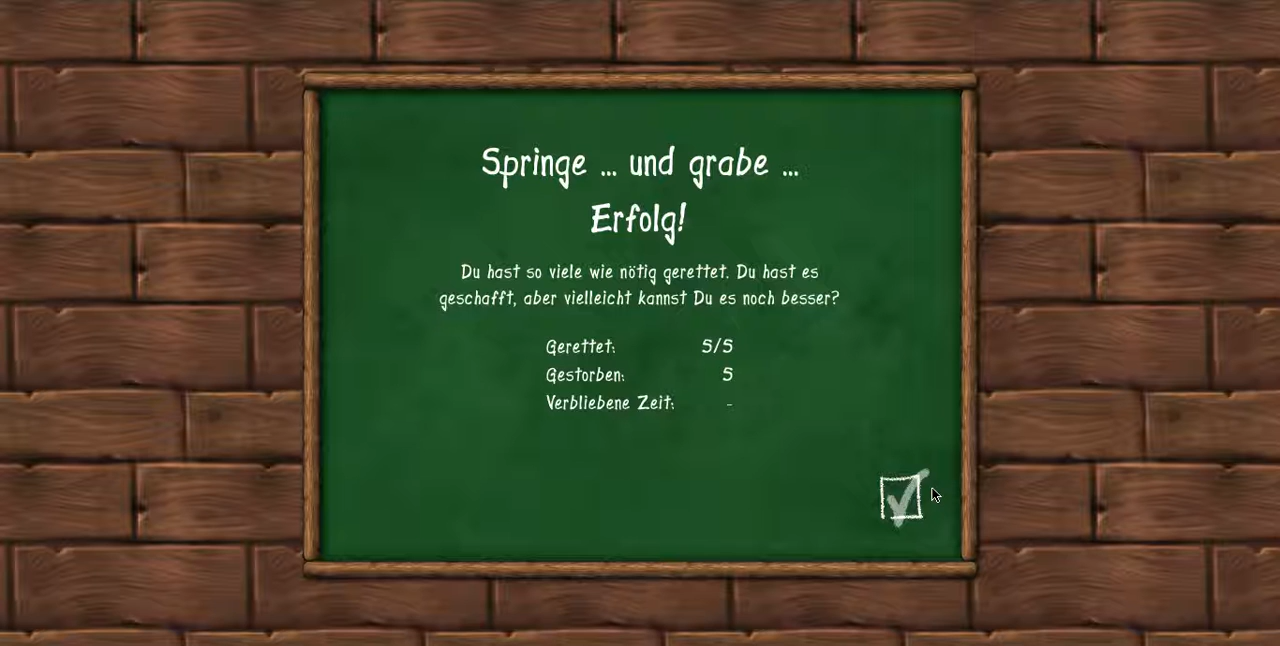 Springe ... und grabe ...
Erfolg!
Du hast so viele wie nötig gerettet. Du hast es
geschafft, aber vielleicht kannst Du es noch besser?
Gerettet: 5/5
Gestorben: 5
Verbliebene Zeit: -